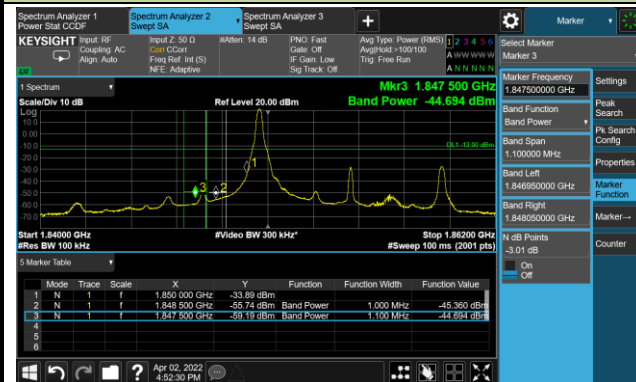 Spectrum Analyzer 1
Power Stat CCDF
Spectrum Analyzer 2
Swept SA
Spectrum Analyzer 3
Swept SA
+
Marker
KEYSIGHT
Input: RF
Coupling: AC
Align: Auto
Input Z: 50 Ω
Corr CCorr
Freq Ref: Int (S)
NFE: Adaptive
#Atten: 14 dB
PNO: Fast
Gate: Off
IF Gain: Low
Sig Track: Off
Avg Type: Power (RMS)
Avg|Hold:>100/100
Trig: Free Run
1 2 3 4 5 6
A W W W W W
A N N N N N
Select Marker
Marker 3
1 Spectrum
Scale/Div 10 dB
Ref Level 20.00 dBm
Mkr3 1.847 500 GHz
Band Power -44.694 dBm
Log
10.0
0.00
-10.0
-20.0
-30.0
-40.0
-50.0
-60.0
-70.0
DL1 -13.00 dBm
1
3
2
Start 1.84000 GHz
#Res BW 100 kHz
#Video BW 300 kHz*
Stop 1.86200 GHz
#Sweep 100 ms (2001 pts)
5 Marker Table
Mode Trace Scale X Y Function Function Width Function Value
1 N 1 f 1.850 000 GHz -33.89 dBm
2 N 1 f 1.848 500 GHz -55.74 dBm Band Power 1.000 MHz -45.360 dBm
3 N 1 f 1.847 500 GHz -59.19 dBm Band Power 1.100 MHz -44.694 dBm
4
5
6
Marker Frequency
1.847500000 GHz
Band Function
Band Power
Band Span
1.100000 MHz
Band Left
1.846950000 GHz
Band Right
1.848050000 GHz
N dB Points
-3.01 dB
On
Off
Settings
Peak
Search
Pk Search
Config
Properties
Marker
Function
Marker→
Counter
?
Apr 02, 2022
4:52:30 PM